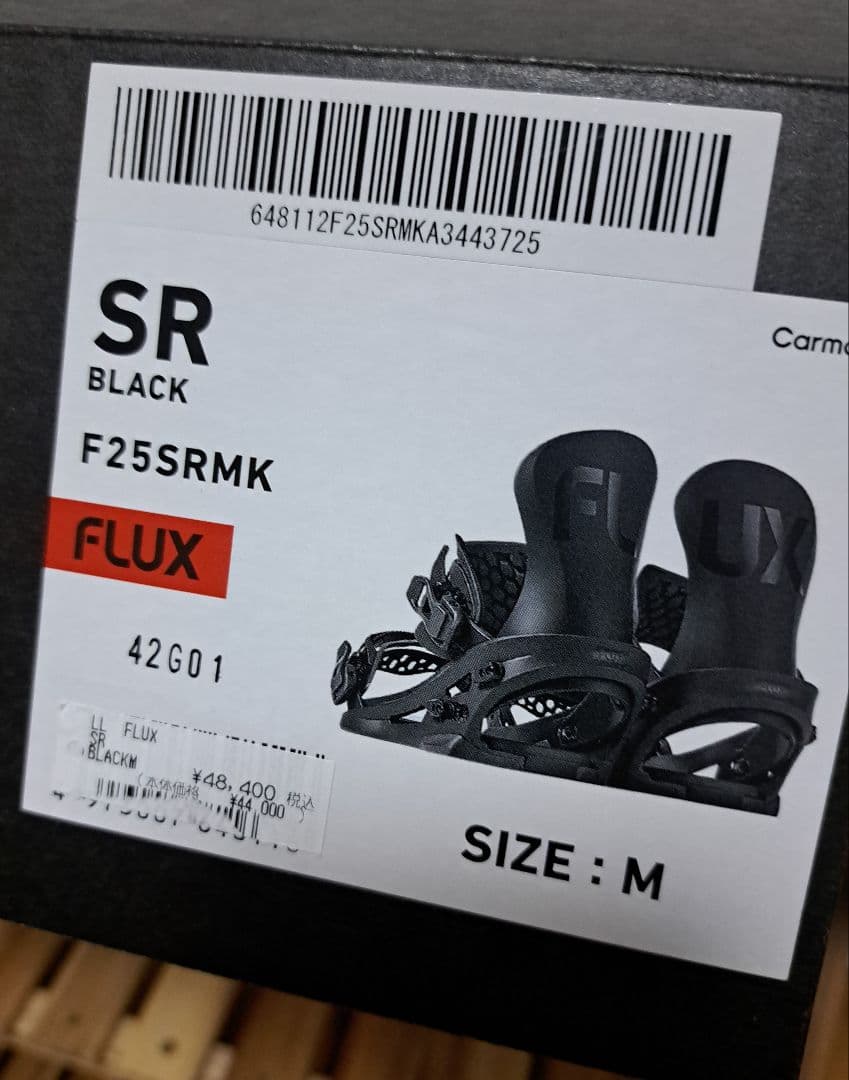 648112F25SRMKA3443725
SR
Carm
BLACK
F25SRMK
FLUX
FLUX
42G01
LL FLUX
SR
BLACKM
¥48,400 税込
(本体価格 ¥44,000)
SIZE : M